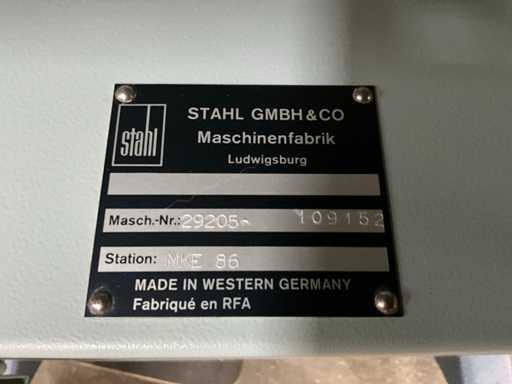 stahl
STAHL GMBH & CO
Maschinenfabrik
Ludwigsburg
Masch.-Nr.: 29205- 109152
Station: MKE 86
MADE IN WESTERN GERMANY
Fabriqué en RFA